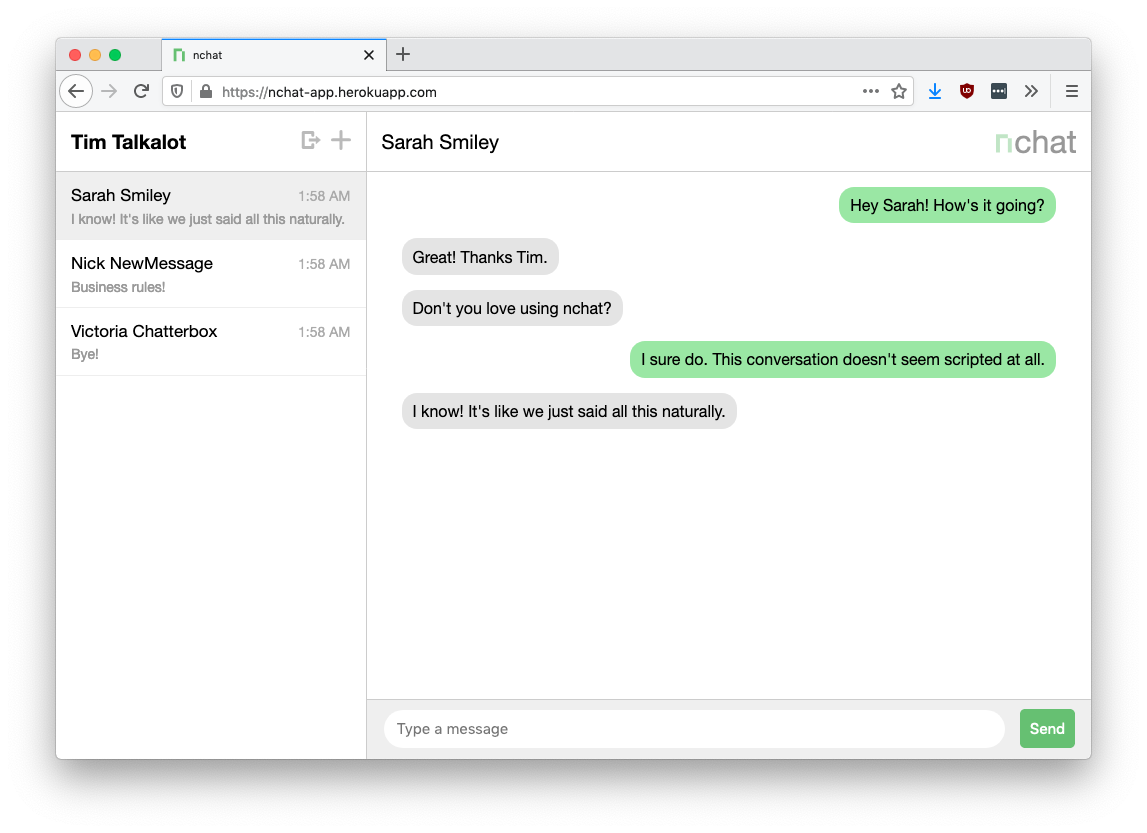 nchat
https://nchat-app.herokuapp.com
Tim Talkalot
Sarah Smiley 1:58 AM
I know! It's like we just said all this naturally.
Nick NewMessage 1:58 AM
Business rules!
Victoria Chatterbox 1:58 AM
Bye!
Sarah Smiley
nchat
Hey Sarah! How's it going?
Great! Thanks Tim.
Don't you love using nchat?
I sure do. This conversation doesn't seem scripted at all.
I know! It's like we just said all this naturally.
Type a message
Send